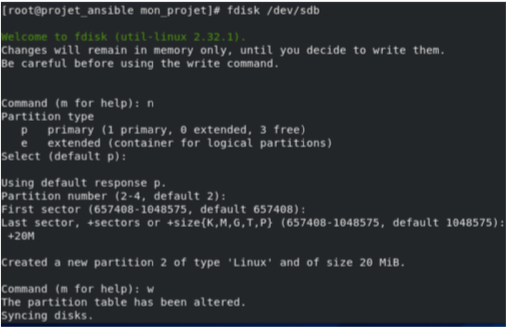 [root@projet_ansible mon_projet]# fdisk /dev/sdb
Welcome to fdisk (util-linux 2.32.1).
Changes will remain in memory only, until you decide to write them.
Be careful before using the write command.
Command (m for help): n
Partition type
p primary (1 primary, 0 extended, 3 free)
e extended (container for logical partitions)
Select (default p):
Using default response p.
Partition number (2-4, default 2):
First sector (657408-1048575, default 657408):
Last sector, +sectors or +size{K,M,G,T,P} (657408-1048575, default 1048575):
+20M
Created a new partition 2 of type 'Linux' and of size 20 MiB.
Command (m for help): w
The partition table has been altered.
Syncing disks.